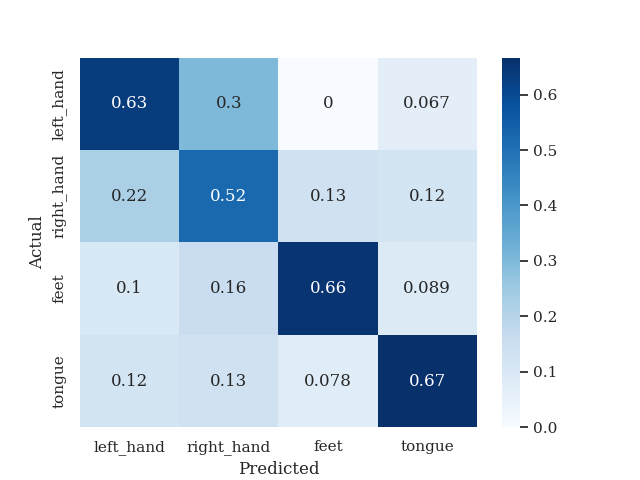 left_hand 0.63 0.3 0 0.067
right_hand 0.22 0.52 0.13 0.12
feet 0.1 0.16 0.66 0.089
tongue 0.12 0.13 0.078 0.67
Actual
left_hand right_hand feet tongue
Predicted
0.6
0.5
0.4
0.3
0.2
0.1
0.0